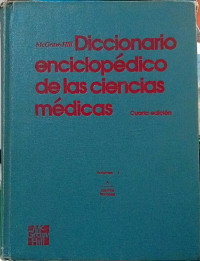 McGraw-Hill Diccionario
enciclopédico
de las ciencias
médicas
Cuarta edición